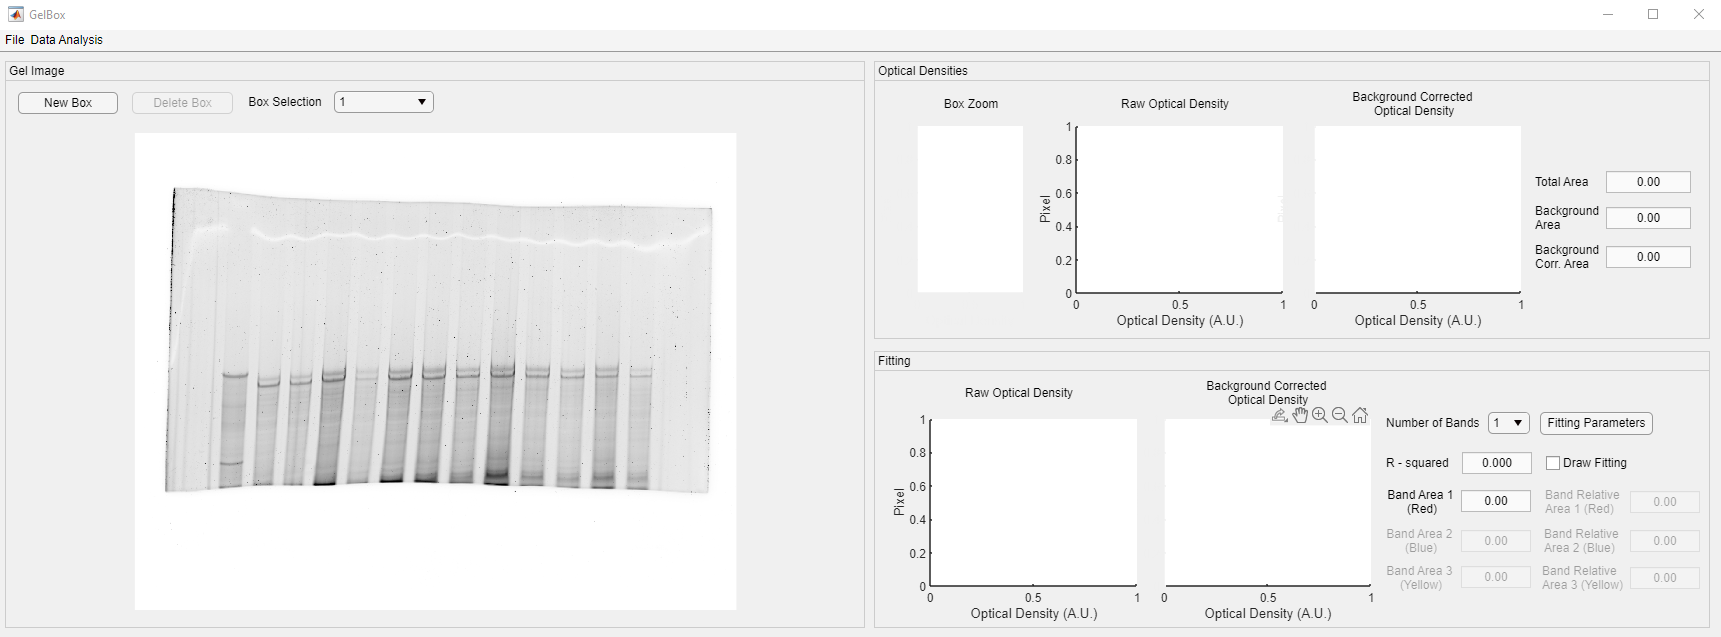 GelBox
File Data Analysis
Gel Image
New Box Delete Box Box Selection 1
Optical Densities
Box Zoom
Raw Optical Density
Background Corrected
Optical Density
1
0.8
0.6
0.4
0.2
0
Pixel
0 0.5 1
Optical Density (A.U.)
0 0.5 1
Optical Density (A.U.)
Total Area 0.00
Background
Area 0.00
Background
Corr. Area 0.00
Fitting
Raw Optical Density
Background Corrected
Optical Density
1
0.8
0.6
0.4
0.2
0
Pixel
0 0.5 1
Optical Density (A.U.)
0 0.5 1
Optical Density (A.U.)
Number of Bands 1 Fitting Parameters
R - squared 0.000 Draw Fitting
Band Area 1
(Red) 0.00
Band Relative
Area 1 (Red) 0.00
Band Area 2
(Blue) 0.00
Band Relative
Area 2 (Blue) 0.00
Band Area 3
(Yellow) 0.00
Band Relative
Area 3 (Yellow) 0.00